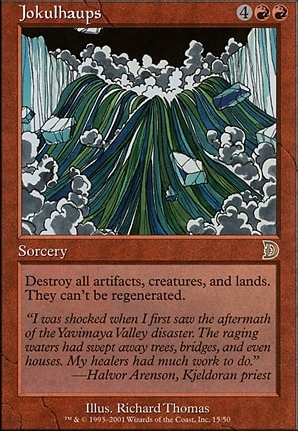 Jokulhaups 4
Sorcery
Destroy all artifacts, creatures, and lands.
They can't be regenerated.
"I was shocked when I first saw the aftermath
of the Yavimaya Valley disaster. The raging
waters had swept away trees, bridges, and even
houses. My healers had much work to do."
—Halvor Arenson, Kjeldoran priest
Illus. Richard Thomas
™ & © 1993–2001 Wizards of the Coast, Inc. 15/50